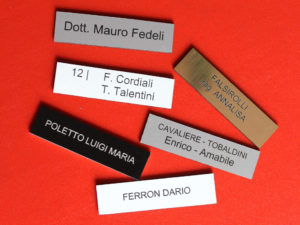 Dott. Mauro Fedeli
12 | F. Cordiali
T. Talentini
FALSIROLLI
ANNALISA
POLETTO LUIGI MARIA
CAVALIERE - TOBALDINI
Enrico - Amabile
FERRON DARIO